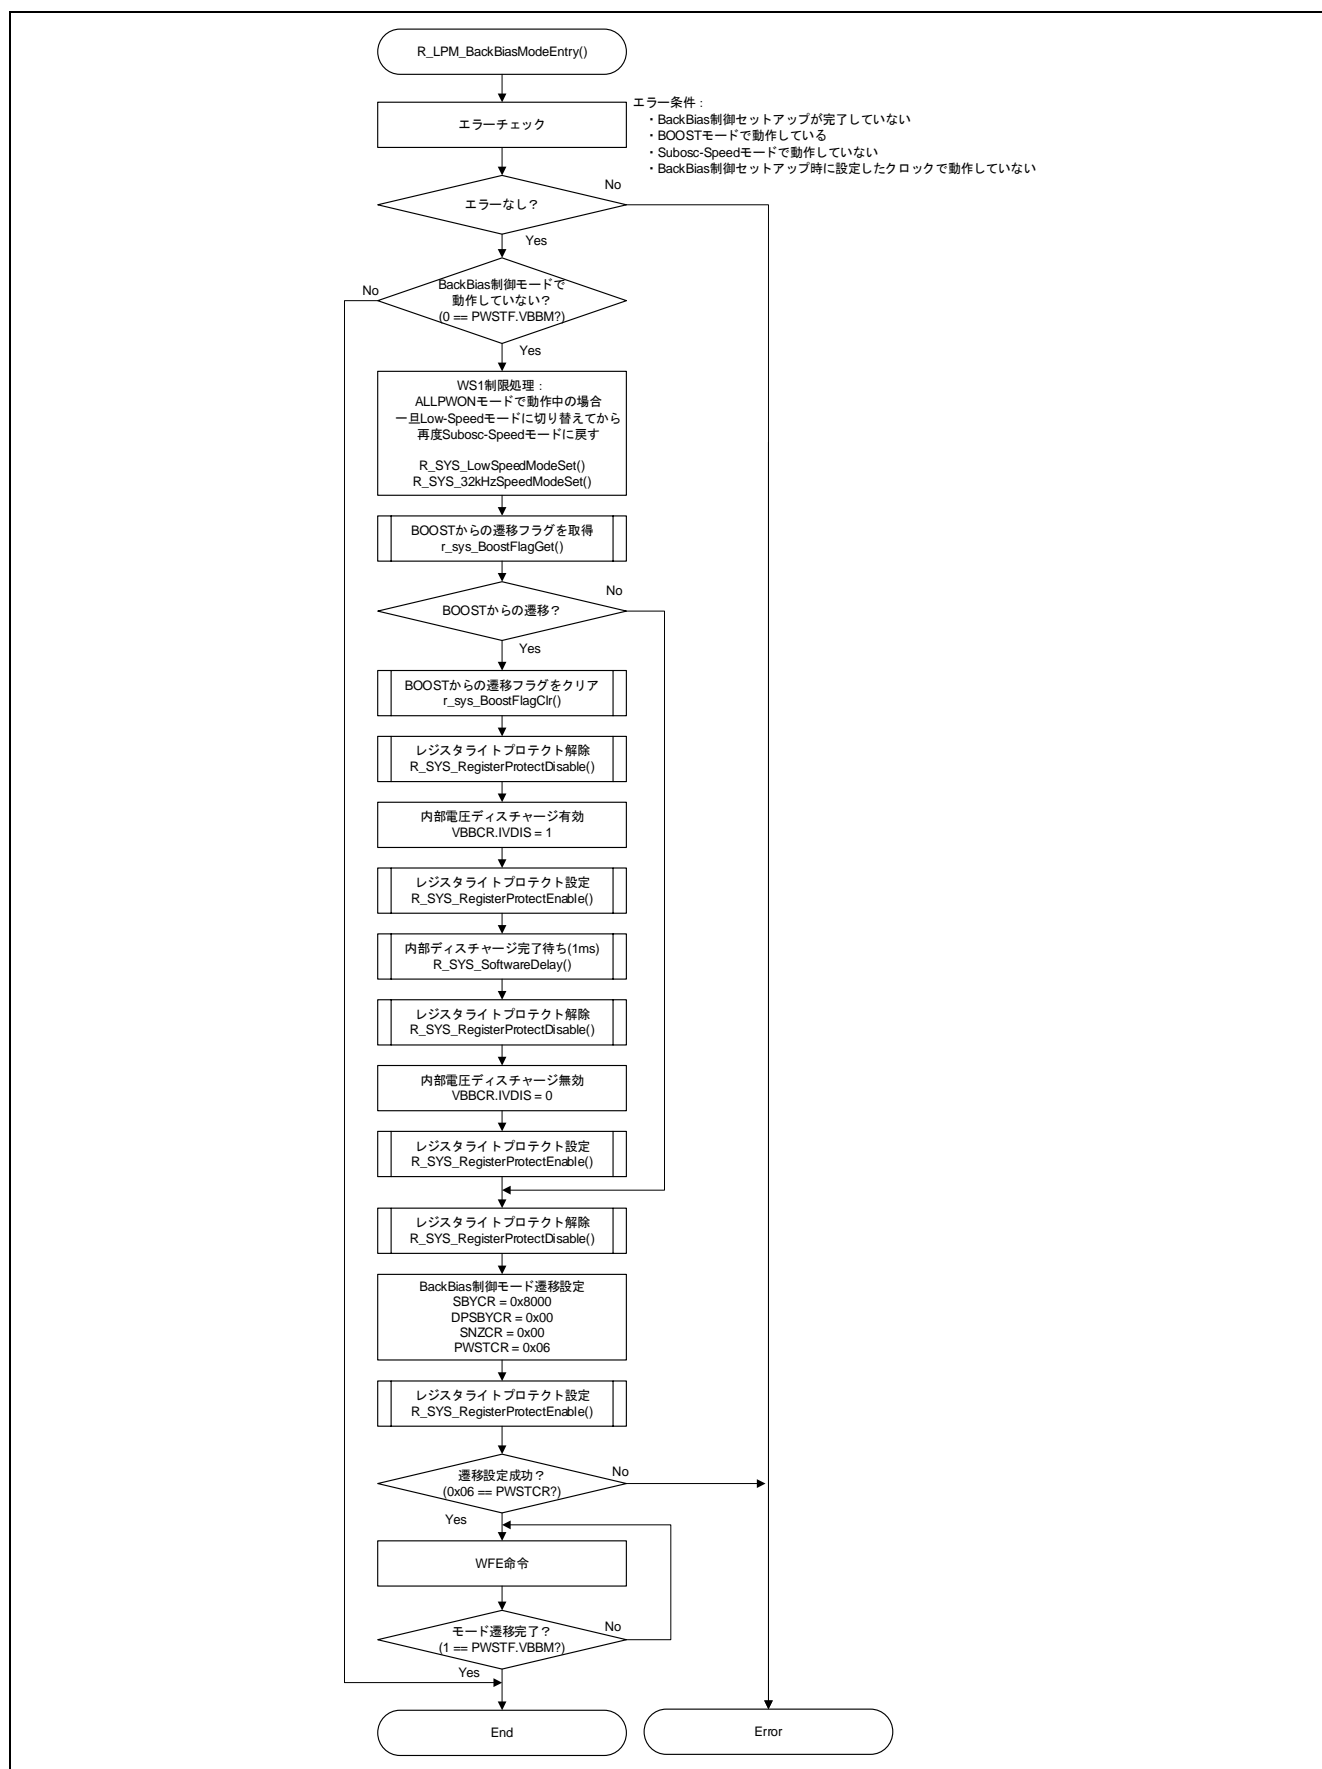 R_LPM_BackBiasModeEntry()
エラーチェック
エラー条件：
・BackBias制御セットアップが完了していない
・BOOSTモードで動作している
・Subosc-Speedモードで動作していない
・BackBias制御セットアップ時に設定したクロックで動作していない
エラーなし？
No
Yes
BackBias制御モードで
動作していない？
(0 == PWSTF.VBBM?)
No
Yes
WS1制限処理：
ALLPWONモードで動作中の場合
一旦Low-Speedモードに切り替えてから
再度Subosc-Speedモードに戻す
R_SYS_LowSpeedModeSet()
R_SYS_32kHzSpeedModeSet()
BOOSTからの遷移フラグを取得
r_sys_BoostFlagGet()
BOOSTからの遷移？
No
Yes
BOOSTからの遷移フラグをクリア
r_sys_BoostFlagClr()
レジスタライトプロテクト解除
R_SYS_RegisterProtectDisable()
内部電圧ディスチャージ有効
VBBCR.IVDIS = 1
レジスタライトプロテクト設定
R_SYS_RegisterProtectEnable()
内部ディスチャージ完了待ち(1ms)
R_SYS_SoftwareDelay()
レジスタライトプロテクト解除
R_SYS_RegisterProtectDisable()
内部電圧ディスチャージ無効
VBBCR.IVDIS = 0
レジスタライトプロテクト設定
R_SYS_RegisterProtectEnable()
レジスタライトプロテクト解除
R_SYS_RegisterProtectDisable()
BackBias制御モード遷移設定
SBYCR = 0x8000
DPSBYCR = 0x00
SNZCR = 0x00
PWSTCR = 0x06
レジスタライトプロテクト設定
R_SYS_RegisterProtectEnable()
遷移設定成功？
(0x06 == PWSTCR?)
No
Yes
WFE命令
モード遷移完了？
(1 == PWSTF.VBBM?)
No
Yes
End
Error